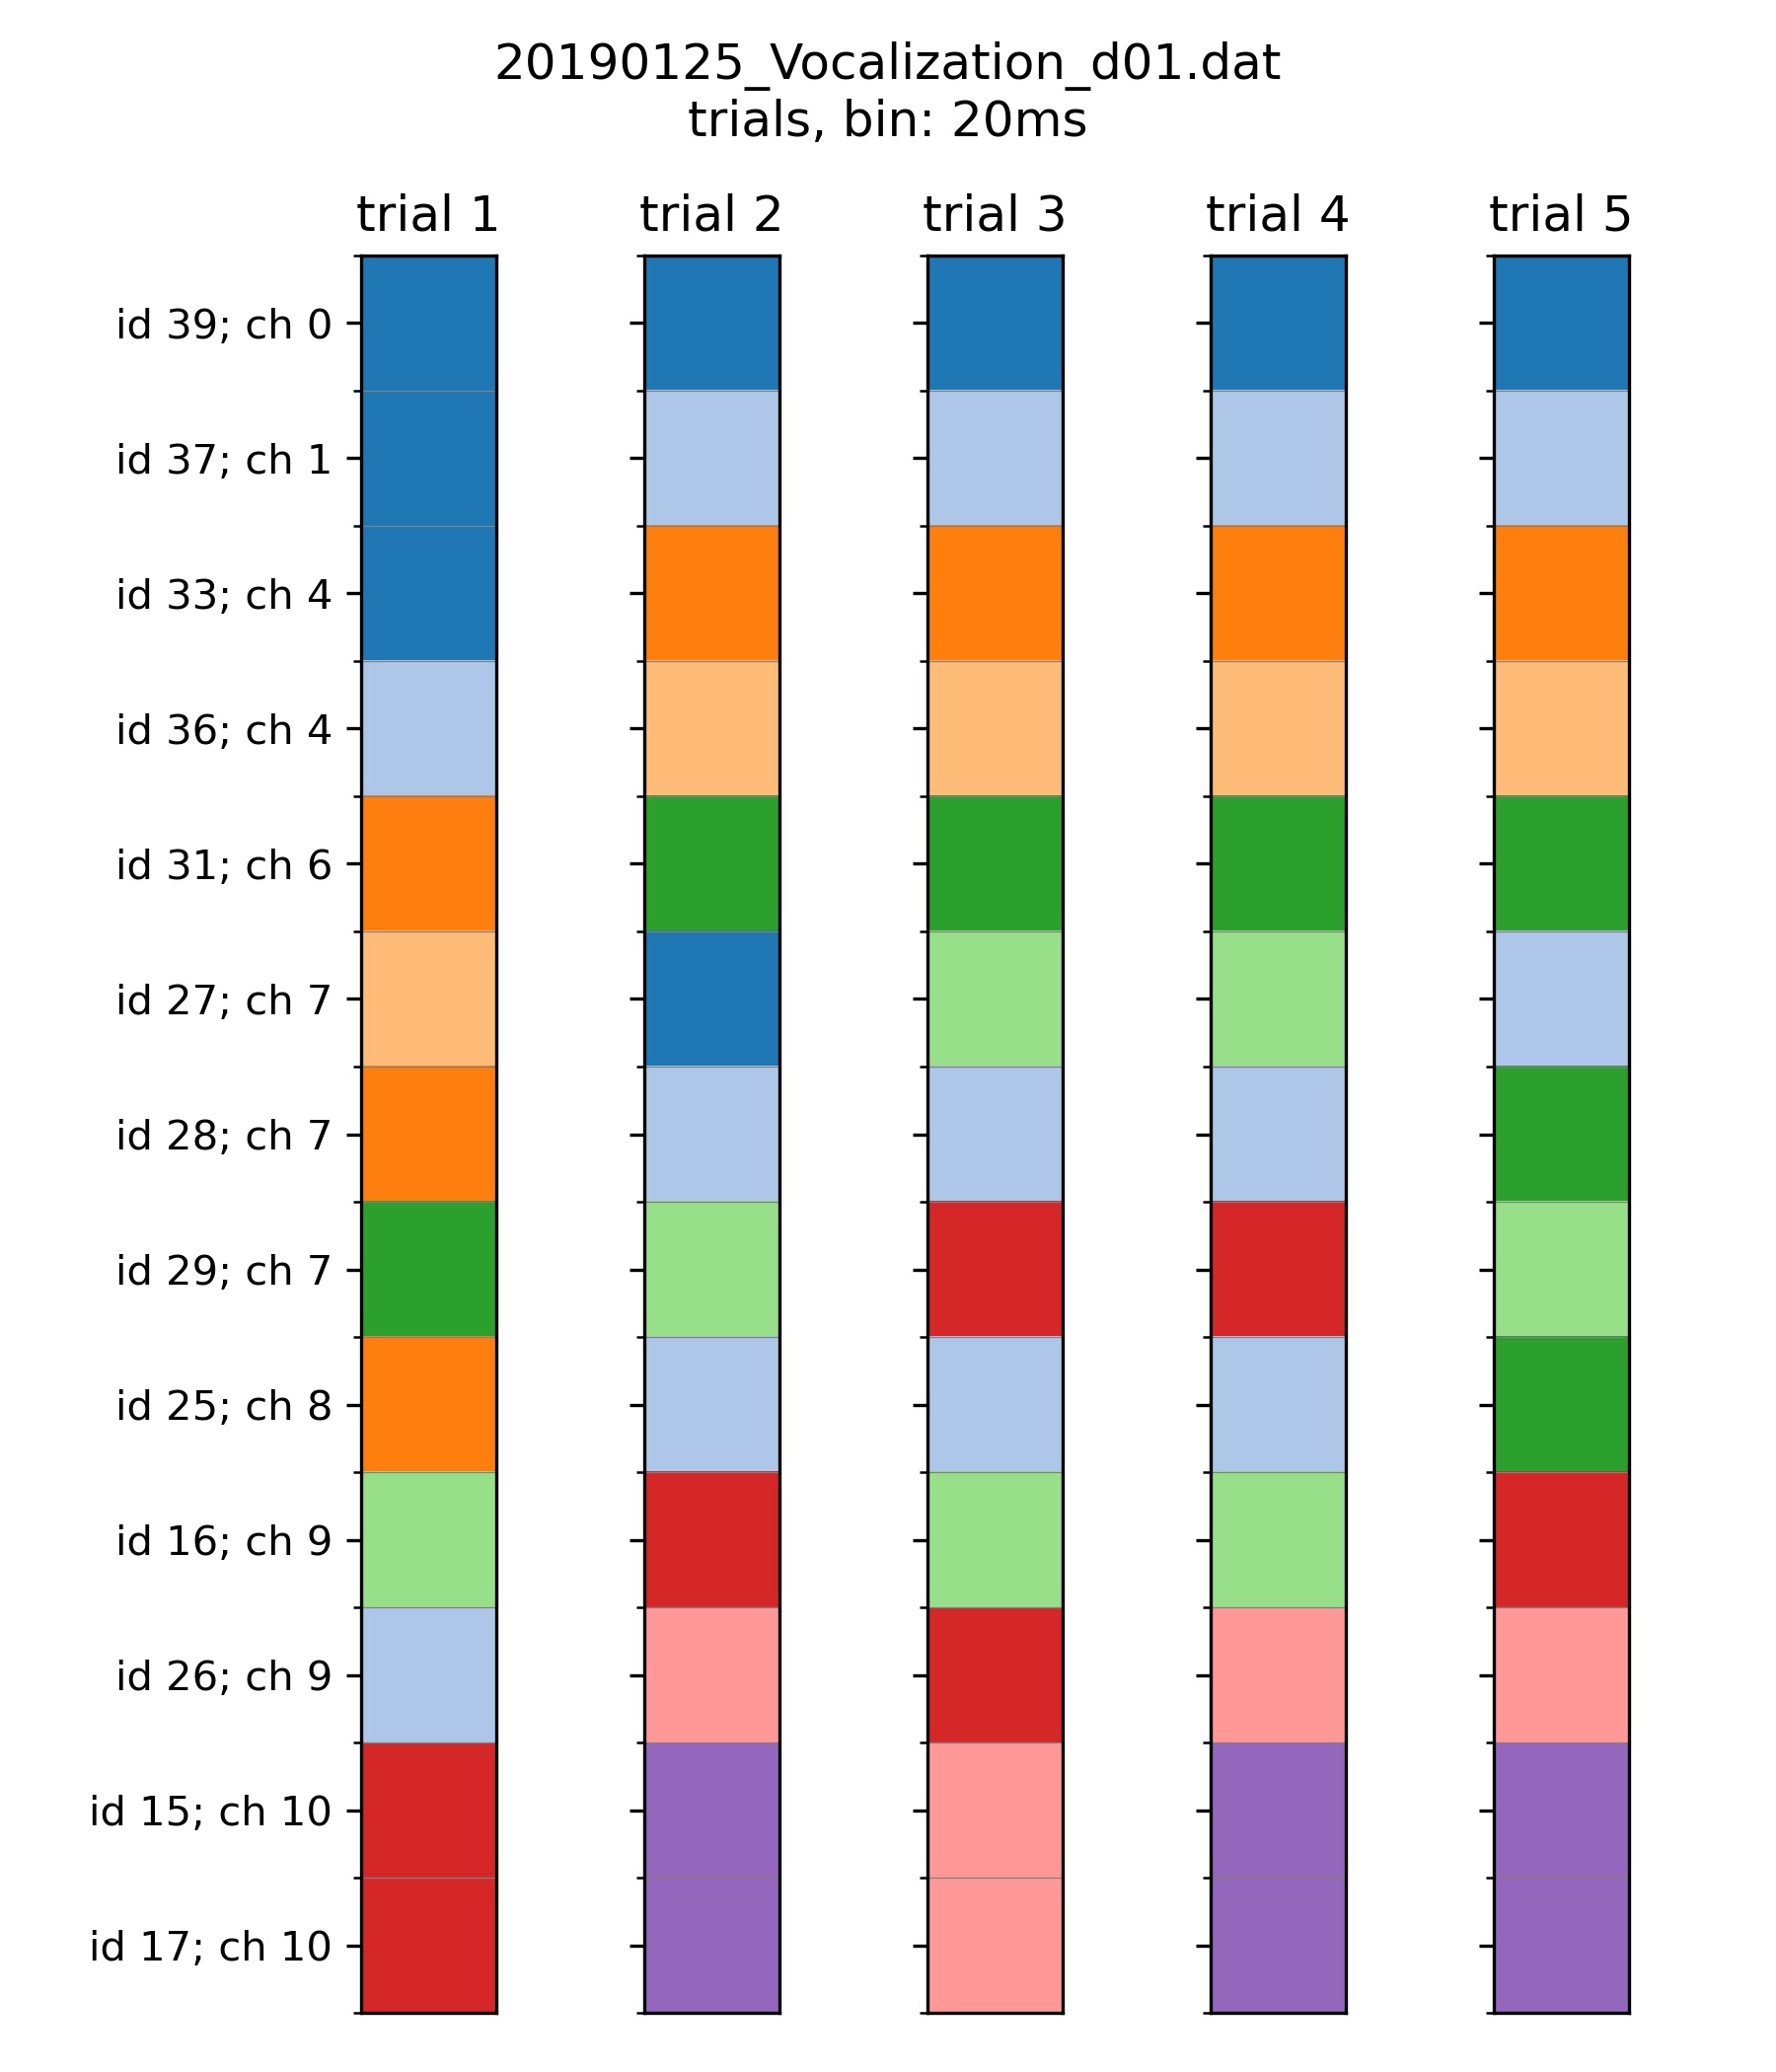 20190125_Vocalization_d01.dat
trials, bin: 20ms
trial 1 trial 2 trial 3 trial 4 trial 5
id 39; ch 0
id 37; ch 1
id 33; ch 4
id 36; ch 4
id 31; ch 6
id 27; ch 7
id 28; ch 7
id 29; ch 7
id 25; ch 8
id 16; ch 9
id 26; ch 9
id 15; ch 10
id 17; ch 10